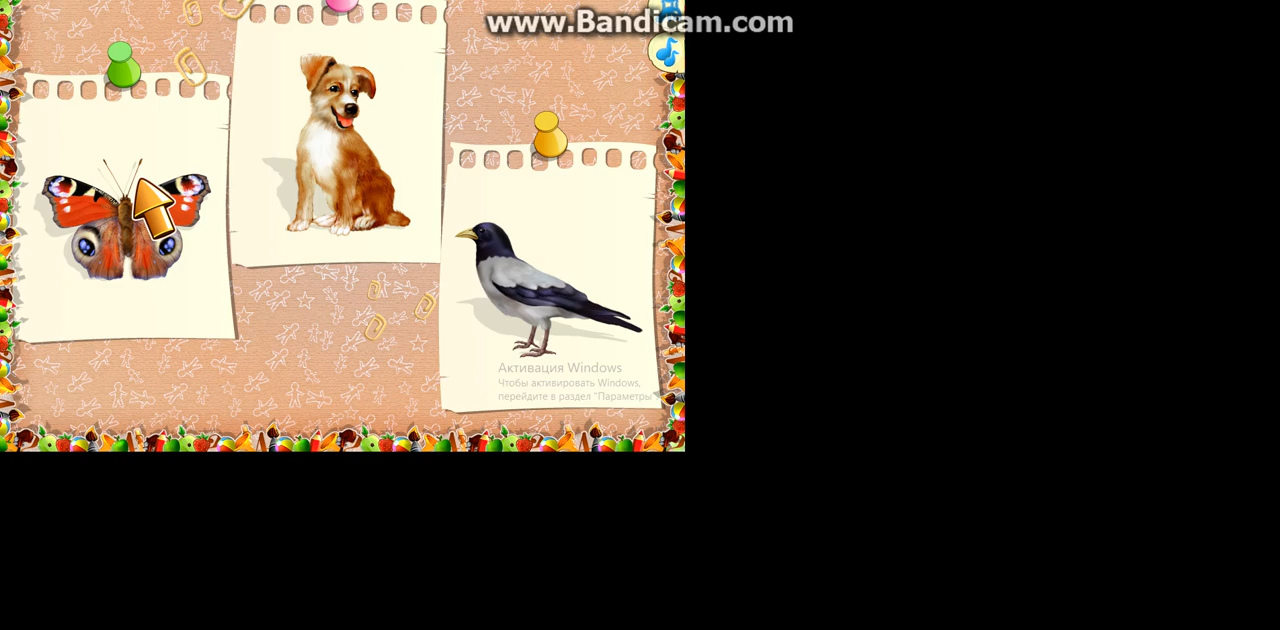 www.Bandicam.com
Активация Windows
Чтобы активировать Windows,
перейдите в раздел "Параметры